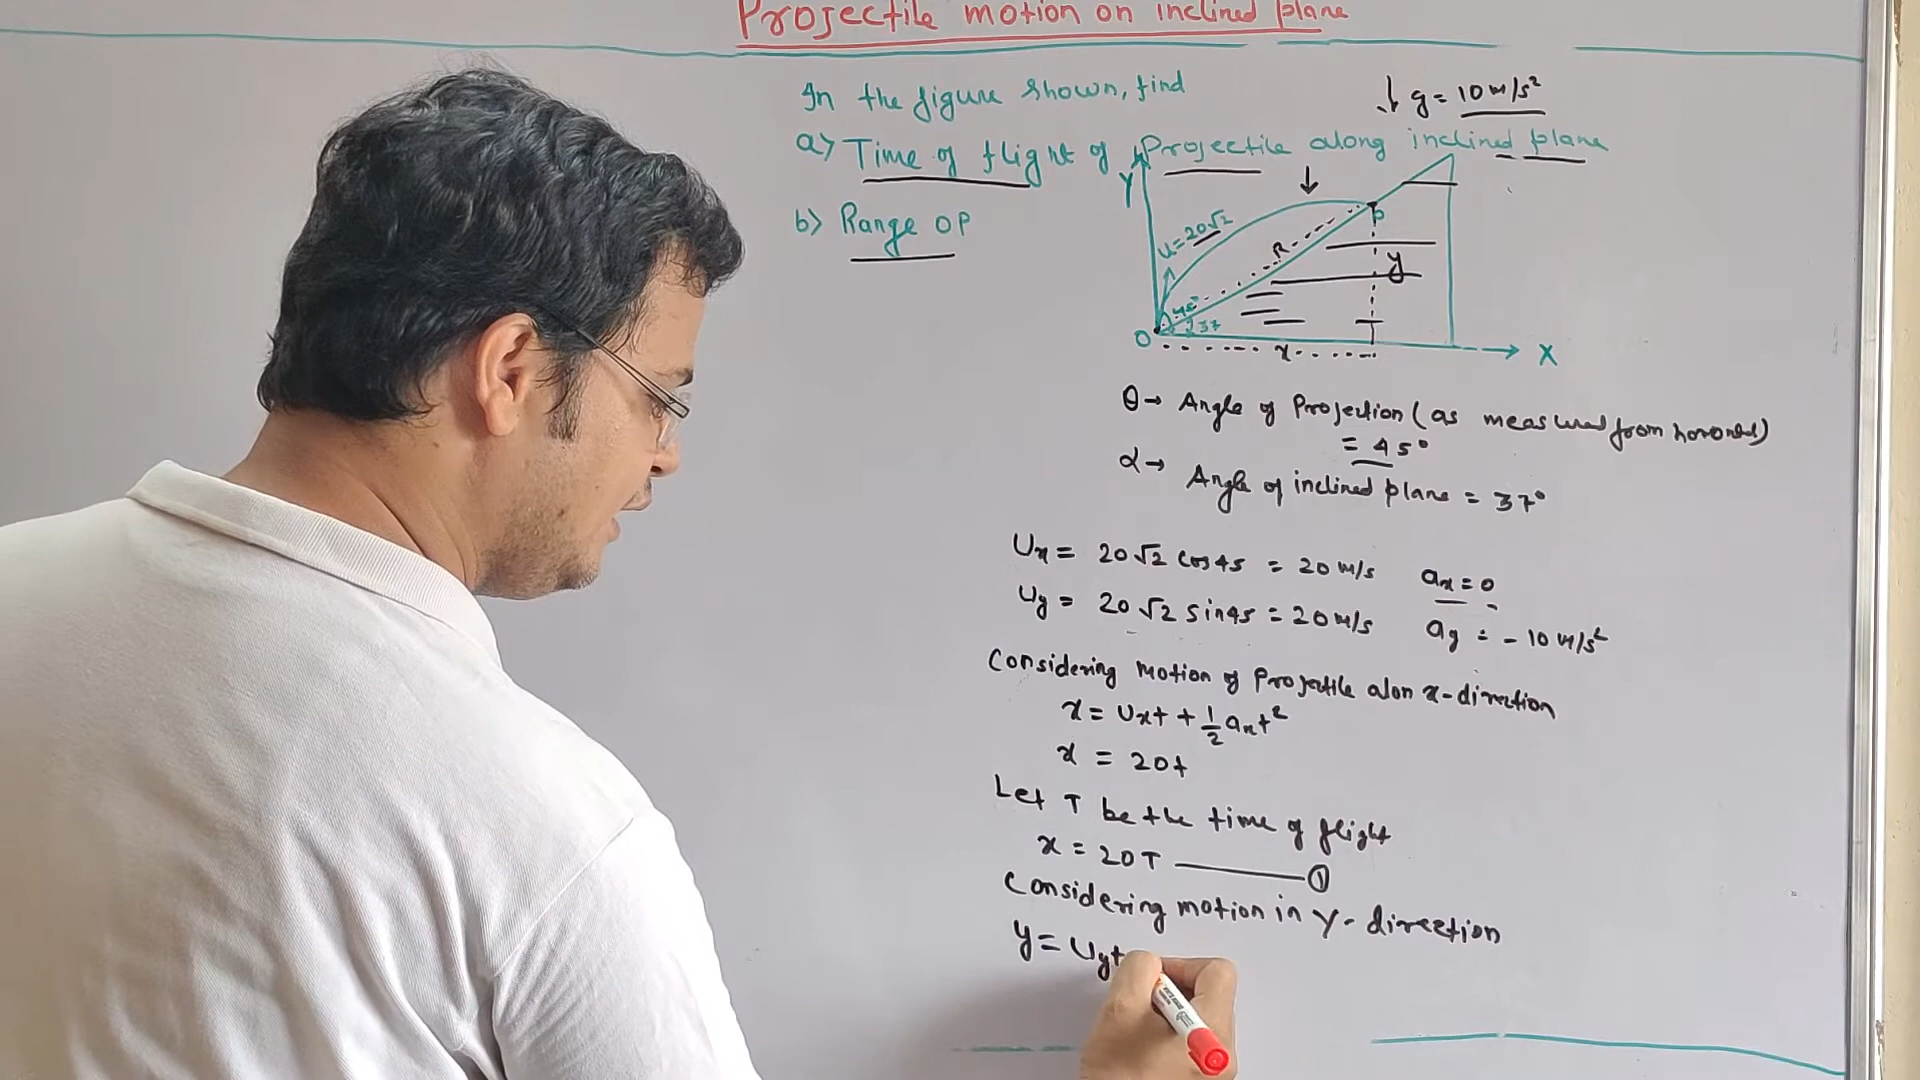 Projectile motion on inclined plane
In the figure shown, find
↓ g = 10 m/s²
a) Time of flight of Projectile along inclined plane
b) Range OP
Y
u=20√2
P
R
y
45°
37
O
x
X
θ → Angle of Projection (as measured from
= 45°
α → Angle of inclined plane = 37°
Ux = 20√2 cos45 = 20 m/s ax = 0
Uy = 20√2 sin45 = 20 m/s ay = -10 m/s²
Considering motion of Projectile alon x-direction
x = Uxt + 1/2 axt²
x = 20t
Let T be the time of flight
x = 20T ①
Considering motion in Y-direction
y = Uyt